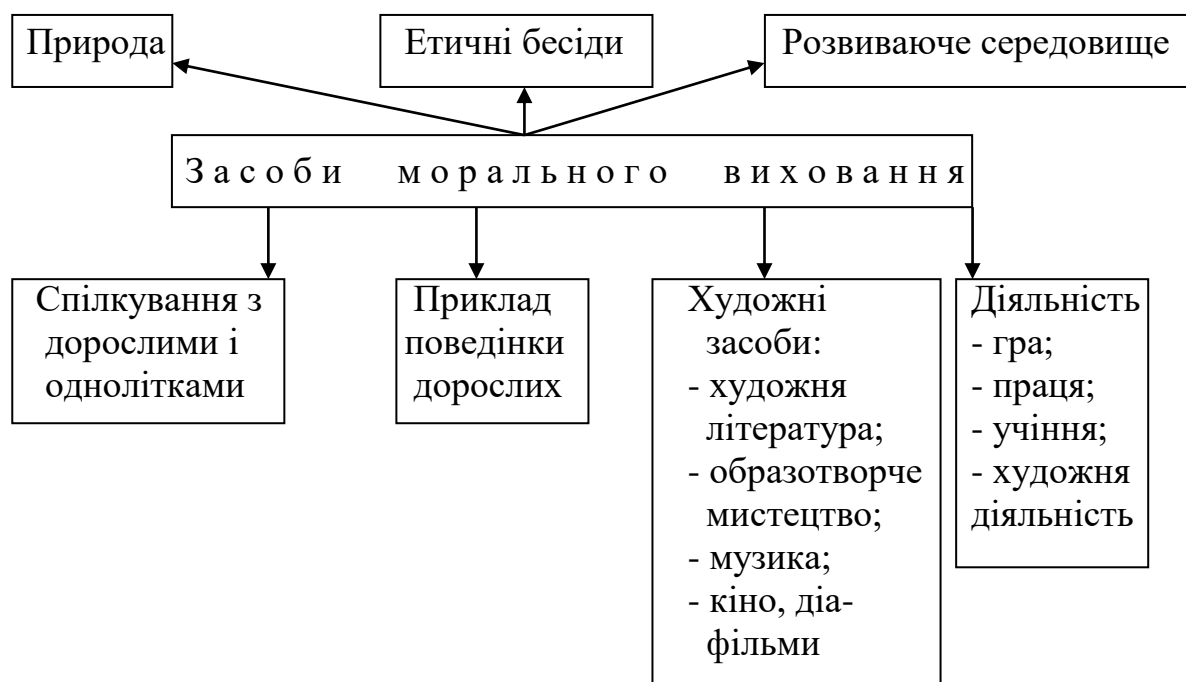 Природа
Етичні бесіди
Розвиваюче середовище
Засоби морального виховання
Спілкування з
дорослими і
однолітками
Приклад
поведінки
дорослих
Художні
засоби:
- художня
література;
- образотворче
мистецтво;
- музика;
- кіно, діа-
фільми
Діяльність
- гра;
- праця;
- учіння;
- художня
діяльність